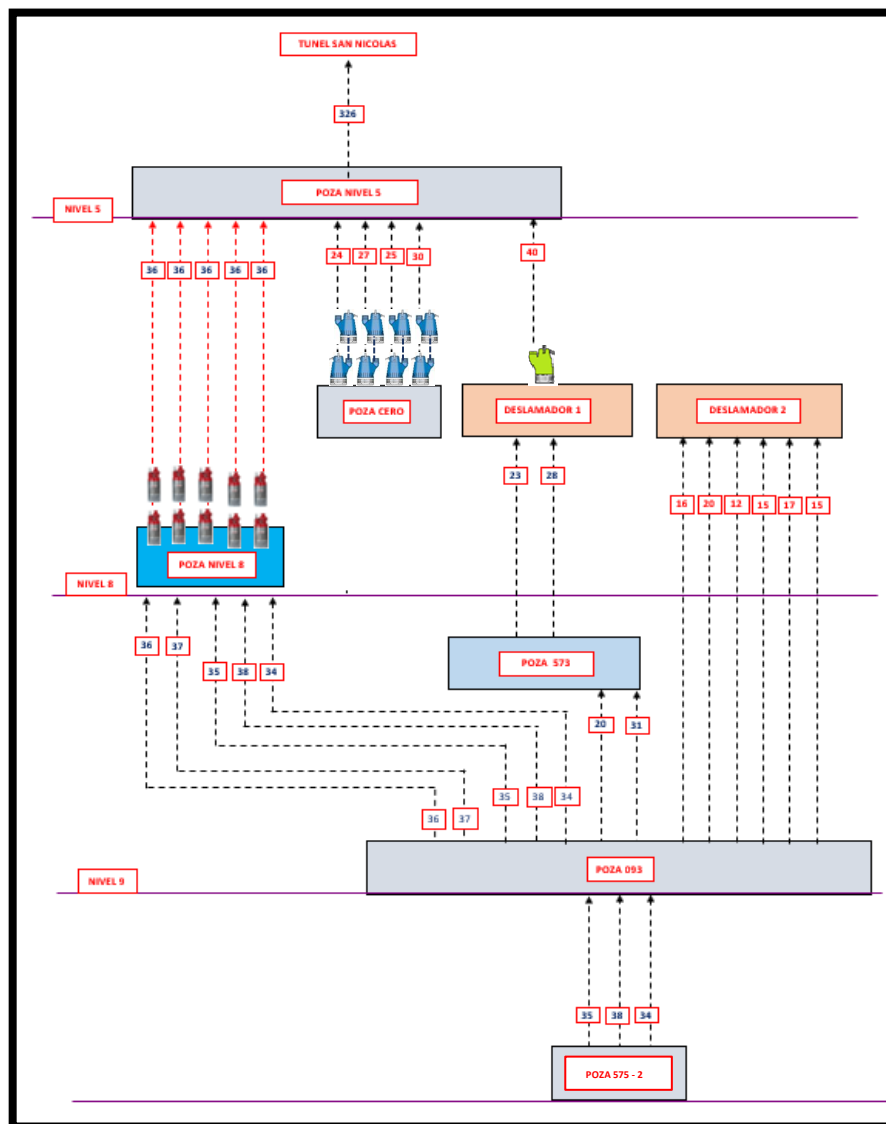 TUNEL SAN NICOLAS
326
POZA NIVEL 5
NIVEL 5
24 27 25 30 40
36 36 36 36 36
POZA CERO
DESLAMADOR 1
DESLAMADOR 2
23 28
16 20 12 15 17 15
POZA NIVEL 8
NIVEL 8
36 37 35 38 34
POZA 573
20 31
35 38 34
36 37
POZA 093
NIVEL 9
35 38 34
POZA 575 - 2